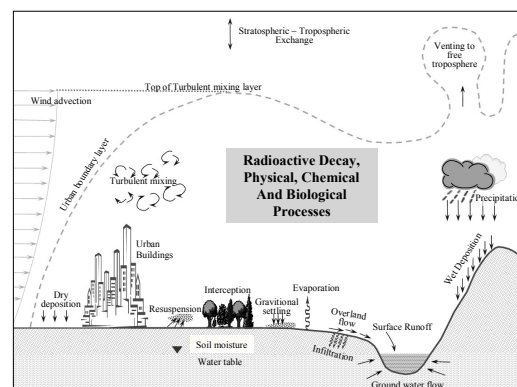 Stratospheric – Tropospheric
Exchange
Venting to
free
troposphere
Top of Turbulent mixing layer
Wind advection
Urban boundary layer
Turbulent mixing
Radioactive Decay,
Physical, Chemical
And Biological
Processes
Precipitation
Urban
Buildings
Wet Deposition
Dry
deposition
Resuspension
Interception
Gravitional
settling
Evaporation
Overland
flow
Surface Runoff
Infiltration
Soil moisture
Water table
Ground water flow